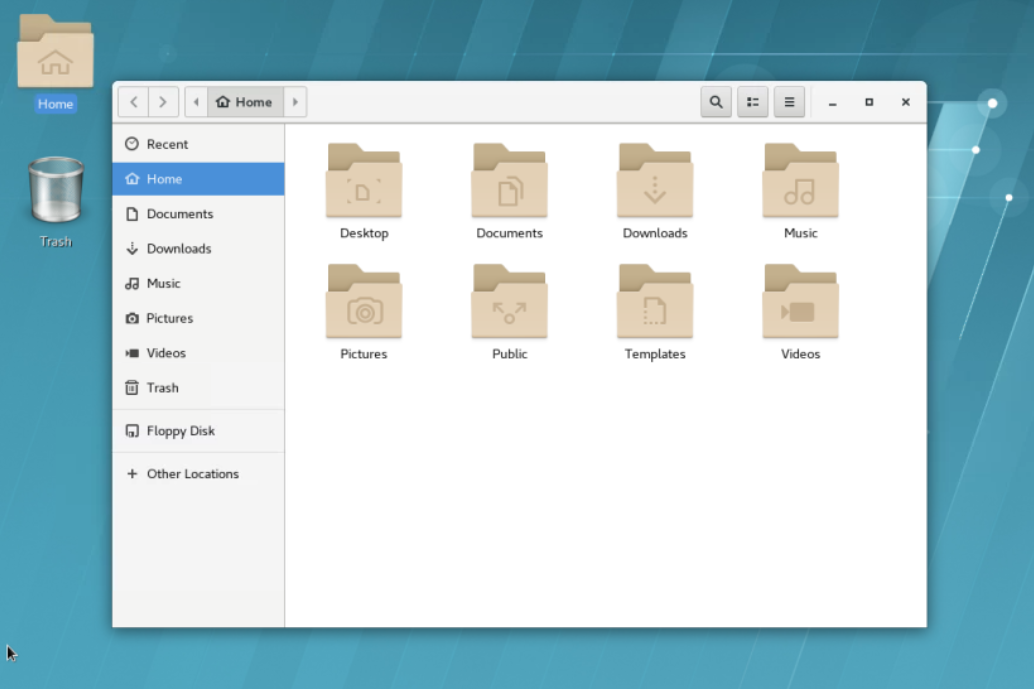 Home
Trash
Home
Recent
Home
Documents
Downloads
Music
Pictures
Videos
Trash
Floppy Disk
Other Locations
Desktop Documents Downloads Music
Pictures Public Templates Videos